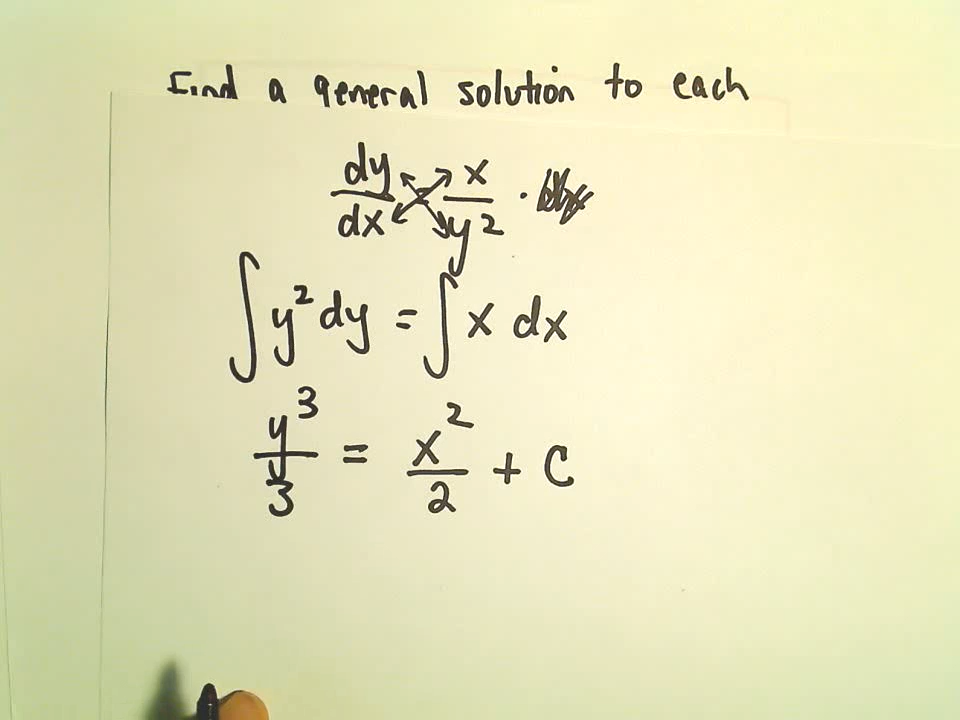 Find a general solution to each
dy/dx = x/y² ·
∫ y² dy = ∫ x dx
y³/3 = x²/2 + C